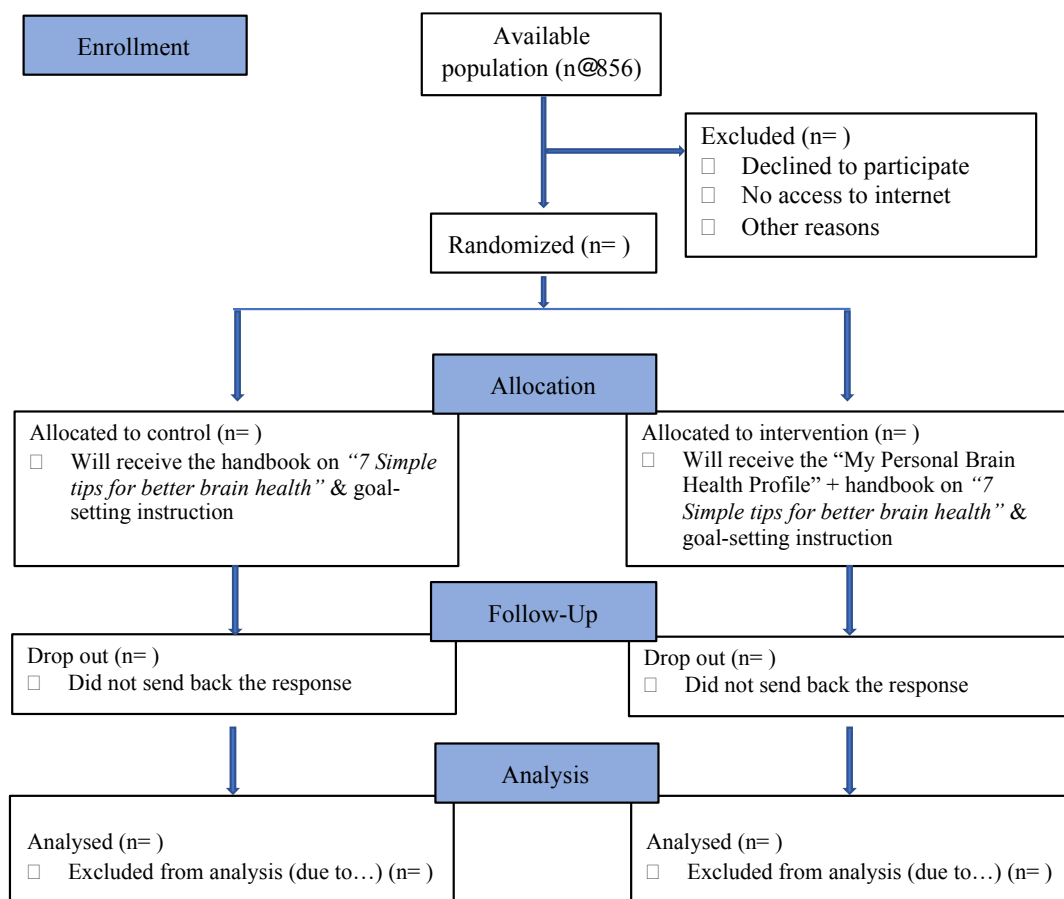 Enrollment
Available
population (n@856)
Excluded (n= )
Declined to participate
No access to internet
Other reasons
Randomized (n= )
Allocation
Allocated to control (n= )
Will receive the handbook on “7 Simple
tips for better brain health” & goal-
setting instruction
Allocated to intervention (n= )
Will receive the “My Personal Brain
Health Profile” + handbook on “7
Simple tips for better brain health” &
goal-setting instruction
Follow-Up
Drop out (n= )
Did not send back the response
Drop out (n= )
Did not send back the response
Analysis
Analysed (n= )
Excluded from analysis (due to…) (n= )
Analysed (n= )
Excluded from analysis (due to…) (n= )